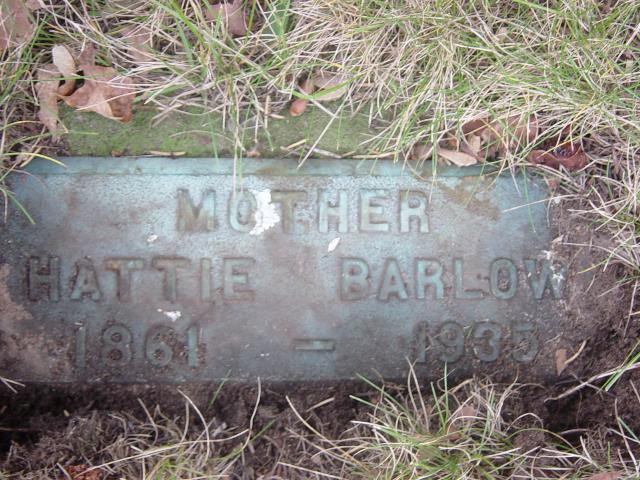 MOTHER
HATTIE BARLOW
1861 - 1935